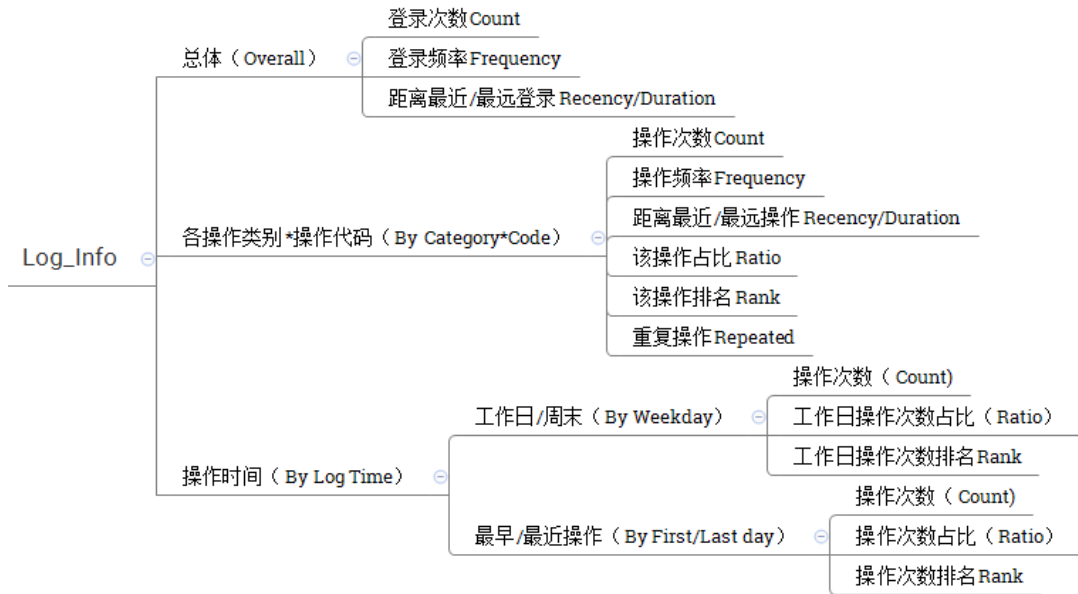 Log_Info
总体（Overall）
登录次数Count
登录频率Frequency
距离最近/最远登录 Recency/Duration
各操作类别*操作代码（By Category*Code）
操作次数Count
操作频率Frequency
距离最近/最远操作 Recency/Duration
该操作占比 Ratio
该操作排名 Rank
重复操作Repeated
操作时间（ By Log Time）
工作日/周末（By Weekday）
操作次数（ Count)
工作日操作次数占比（Ratio）
工作日操作次数排名Rank
最早/最近操作（By First/Last day）
操作次数（ Count)
操作次数占比（Ratio）
操作次数排名Rank